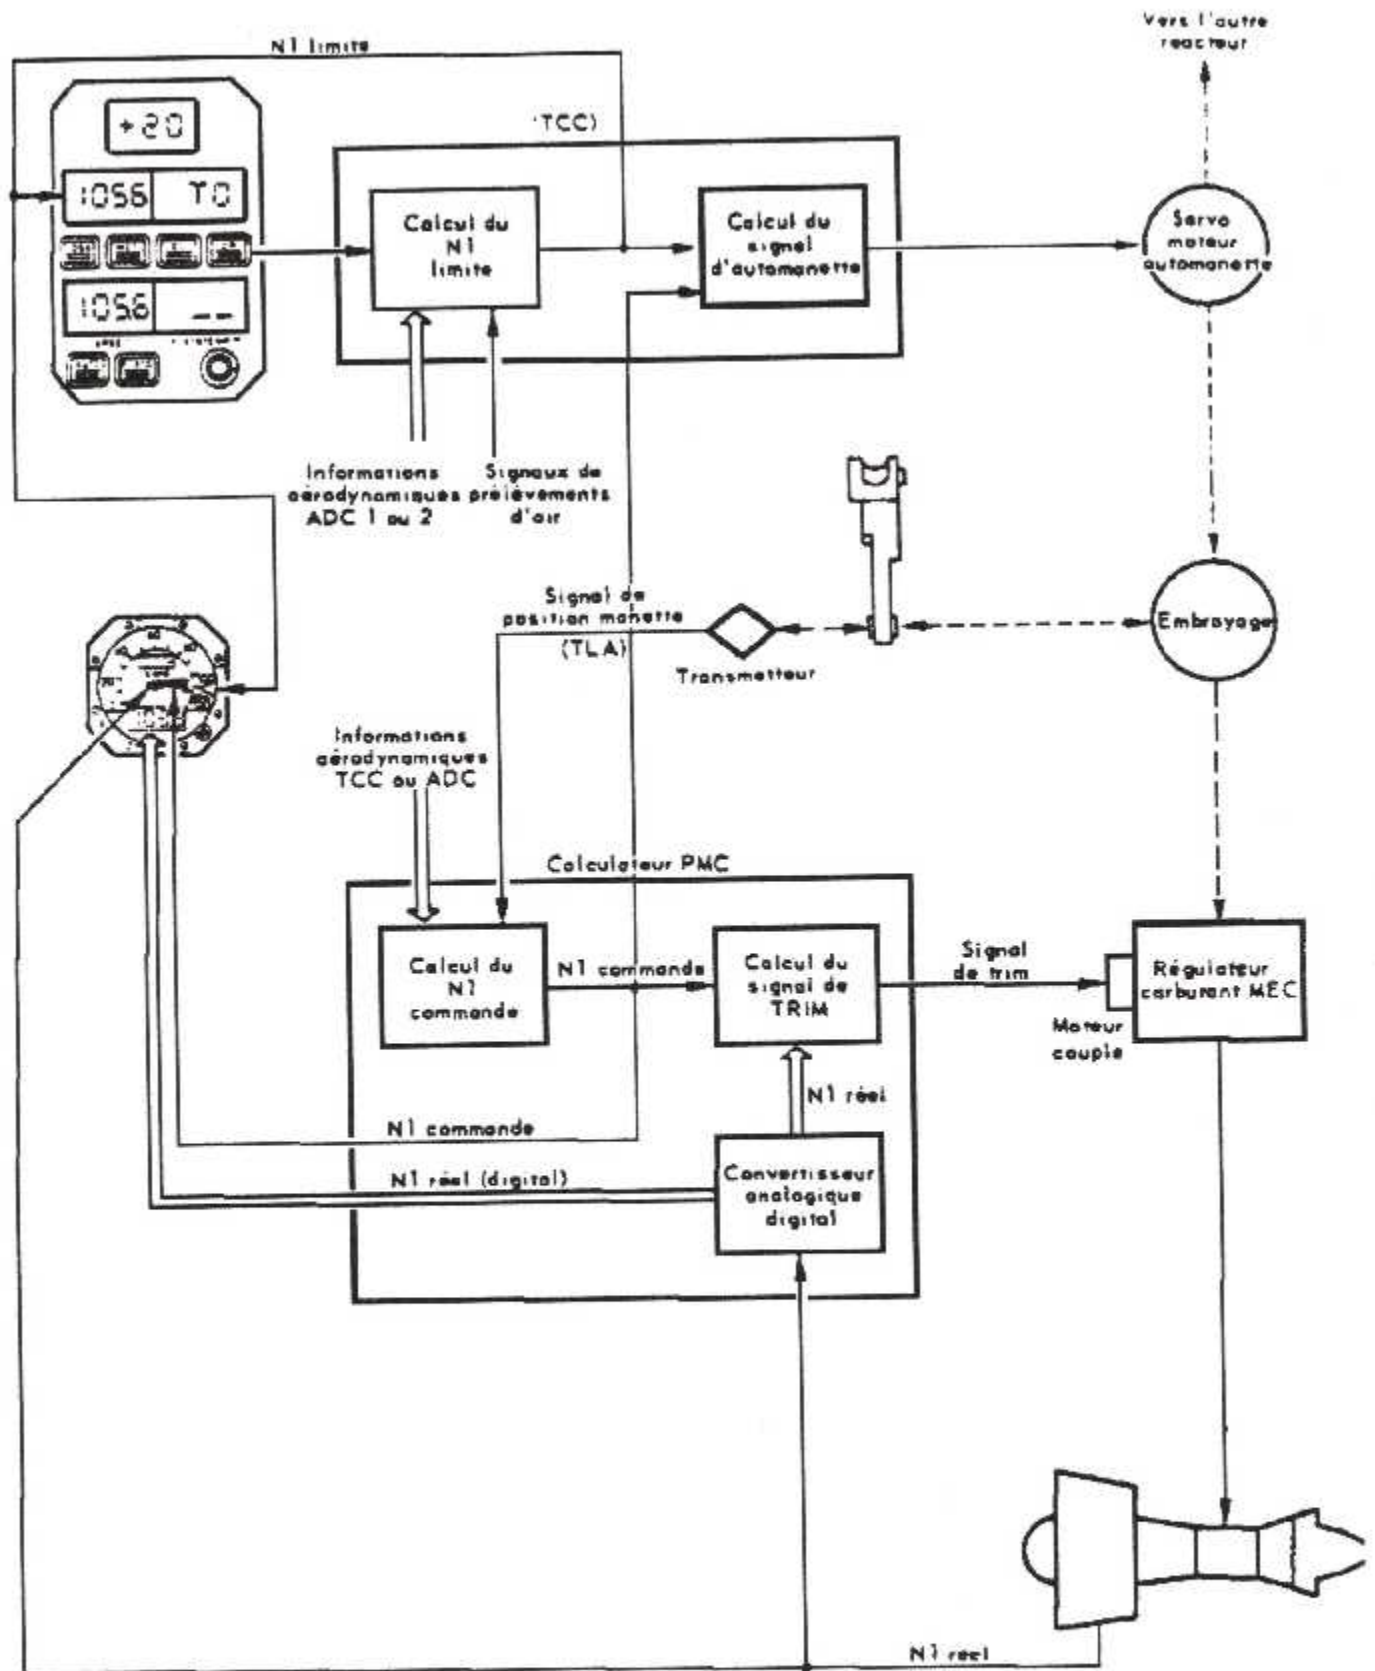 Vers l'autre
reacteur
N1 limite
(TCC)
+20
1056 TO
1056 __
Calcul du
N1
limite
Calcul du
signal
d'automanette
Servo
moteur
automanette
Informations
aérodynamiques
ADC 1 ou 2
Signaux de
prélèvements
d'air
Signal de
position manette
(TLA)
Transmetteur
Embrayage
Informations
aérodynamiques
TCC ou ADC
Calculateur PMC
Calcul du
N1
commande
N1 commande
Calcul du
signal de
TRIM
Signal
de trim
Régulateur
carburant MEC
Moteur
couple
N1 réel
N1 commande
N1 réel (digital)
Convertisseur
analogique
digital
N1 réel